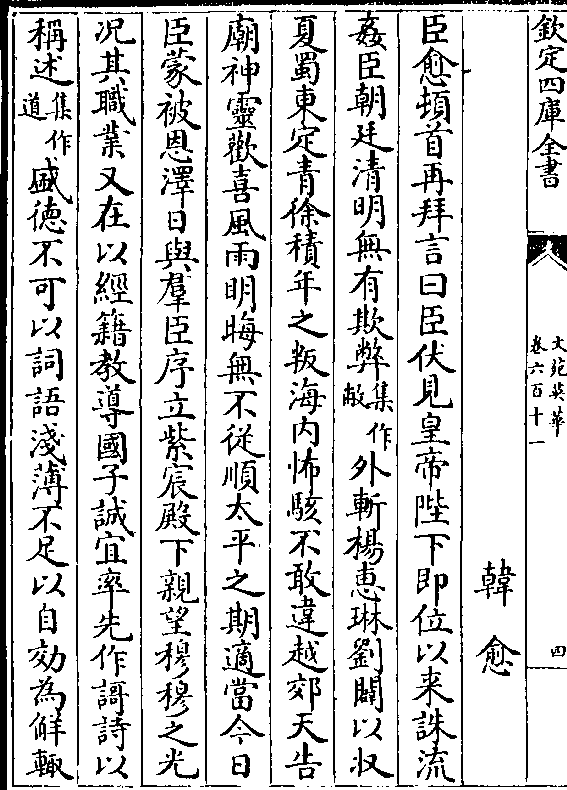 欽定四庫全書
文苑英華
卷六百十一
四
韓愈
臣愈頓首再拜言曰臣伏見皇帝陛下即位以来誅流
姦臣朝廷清明無有欺弊集作敝外斬楊惠琳劉闢以収
夏蜀東定青徐積年之叛海内怖駭不敢違越郊天告
廟神靈歡喜風雨明晦無不從順太平之期適當今日
臣蒙被恩澤日與羣臣序立紫宸殿下親望穆穆之光
况其職業又在以經籍教導國子誠宜率先作謌詩以
稱述集作道盛德不可以詞語淺薄不足以自効為觧輙